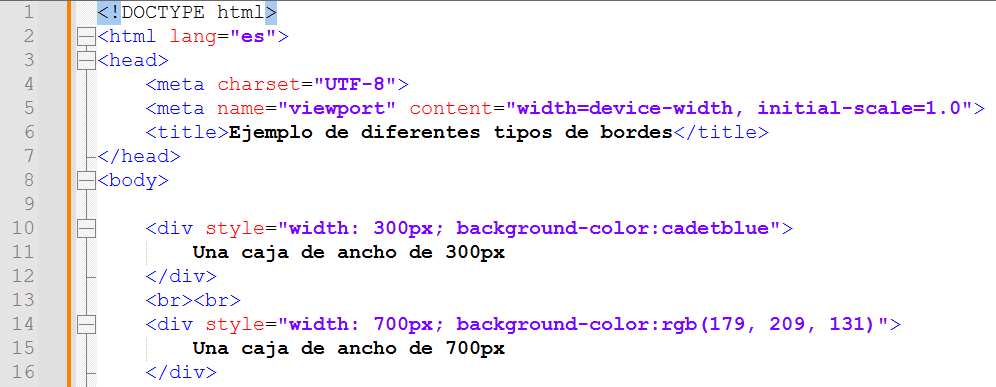 1 <!DOCTYPE html>
2 <html lang="es">
3 <head>
4 <meta charset="UTF-8">
5 <meta name="viewport" content="width=device-width, initial-scale=1.0">
6 <title>Ejemplo de diferentes tipos de bordes</title>
7 </head>
8 <body>
9
10 <div style="width: 300px; background-color:cadetblue">
11 Una caja de ancho de 300px
12 </div>
13 <br><br>
14 <div style="width: 700px; background-color:rgb(179, 209, 131)">
15 Una caja de ancho de 700px
16 </div>